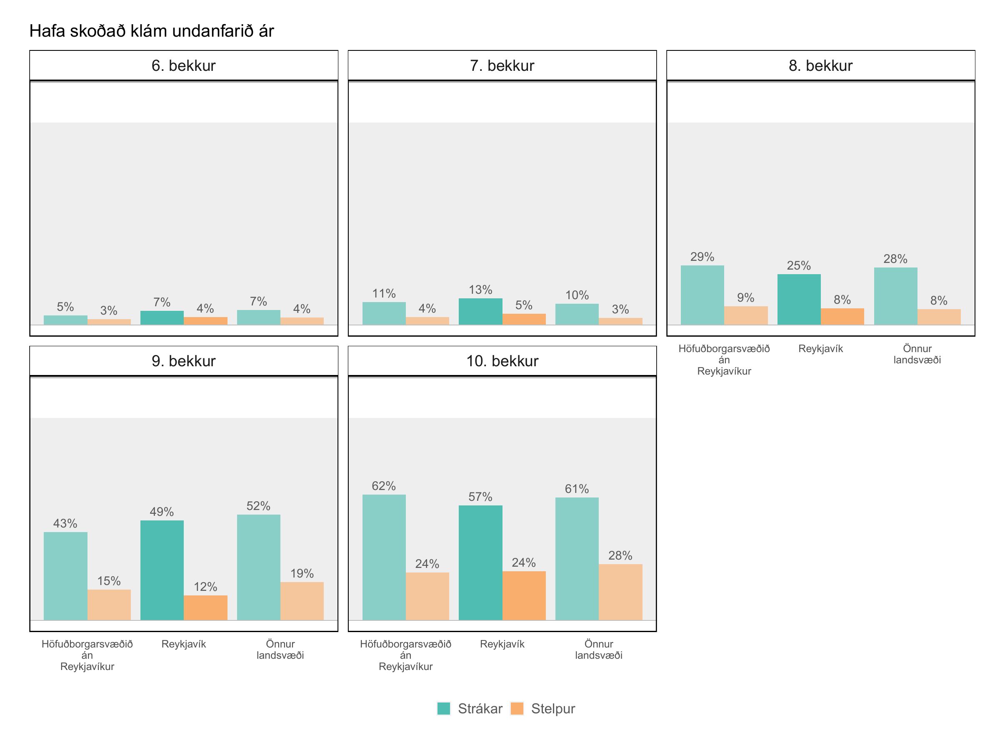 Hafa skoðað klám undanfarið ár
6. bekkur
5%
3%
7%
4%
7%
4%
7. bekkur
11%
4%
13%
5%
10%
3%
8. bekkur
29%
9%
25%
8%
28%
8%
Höfuðborgarsvæðið
án
Reykjavíkur
Reykjavík
Önnur
landsvæði
9. bekkur
43%
15%
49%
12%
52%
19%
Höfuðborgarsvæðið
án
Reykjavíkur
Reykjavík
Önnur
landsvæði
10. bekkur
62%
24%
57%
24%
61%
28%
Höfuðborgarsvæðið
án
Reykjavíkur
Reykjavík
Önnur
landsvæði
Strákar
Stelpur